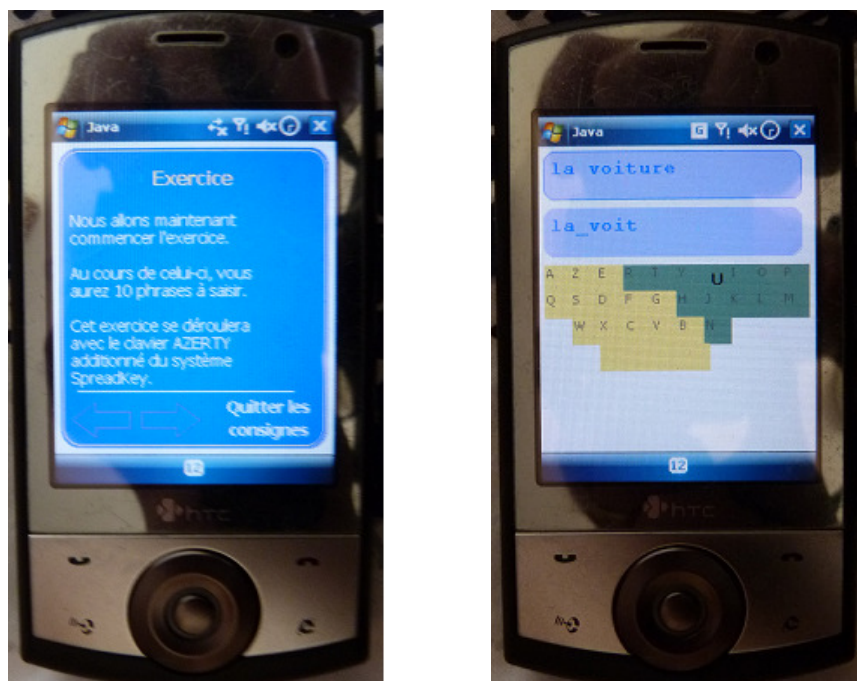 Java
Exercice
Nous allons maintenant
commencer l'exercice.
Au cours de celui-ci, vous
aurez 10 phrases à saisir.
Cet exercice se déroulera
avec le clavier AZERTY
additionné du système
SpreadKey.
Quitter les
consignes
12
hTC
Java
G
la voiture
la_voit
A Z E R T Y U I O P
Q S D F G H J K L M
W X C V B N
12
hTC